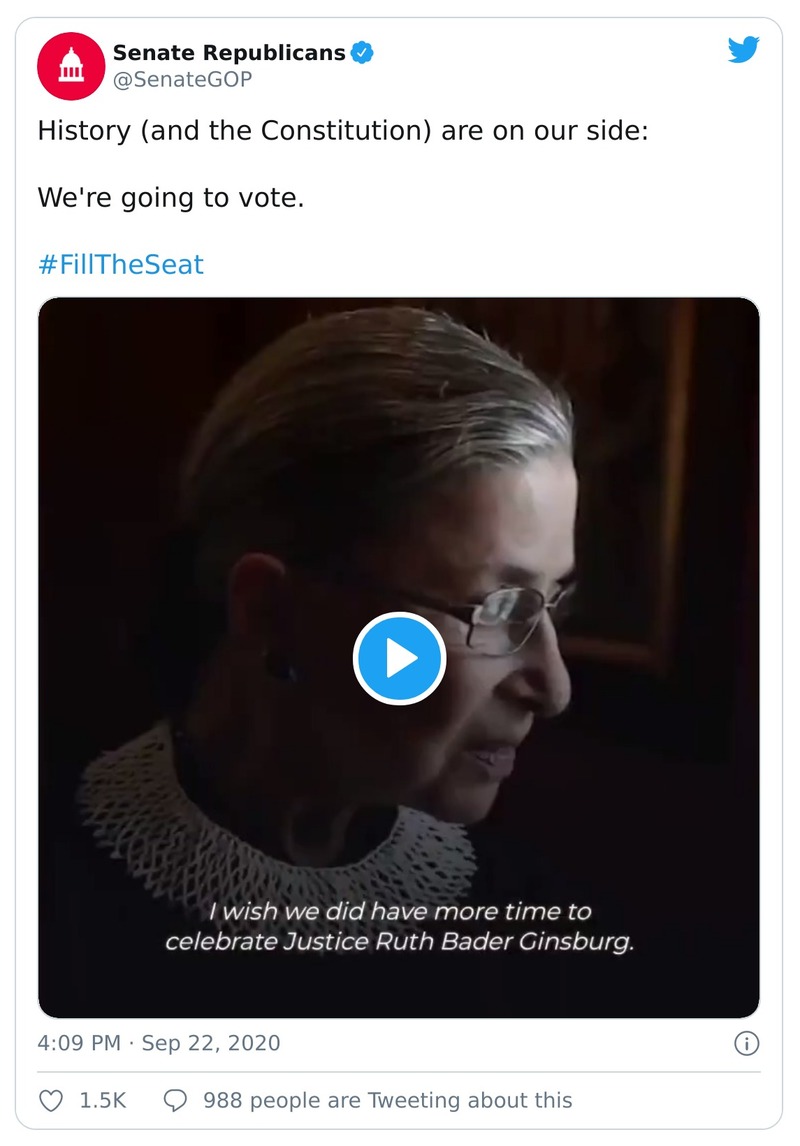 Senate Republicans
@SenateGOP
History (and the Constitution) are on our side:
We're going to vote.
#FillTheSeat
I wish we did have more time to
celebrate Justice Ruth Bader Ginsburg.
4:09 PM · Sep 22, 2020
1.5K 988 people are Tweeting about this